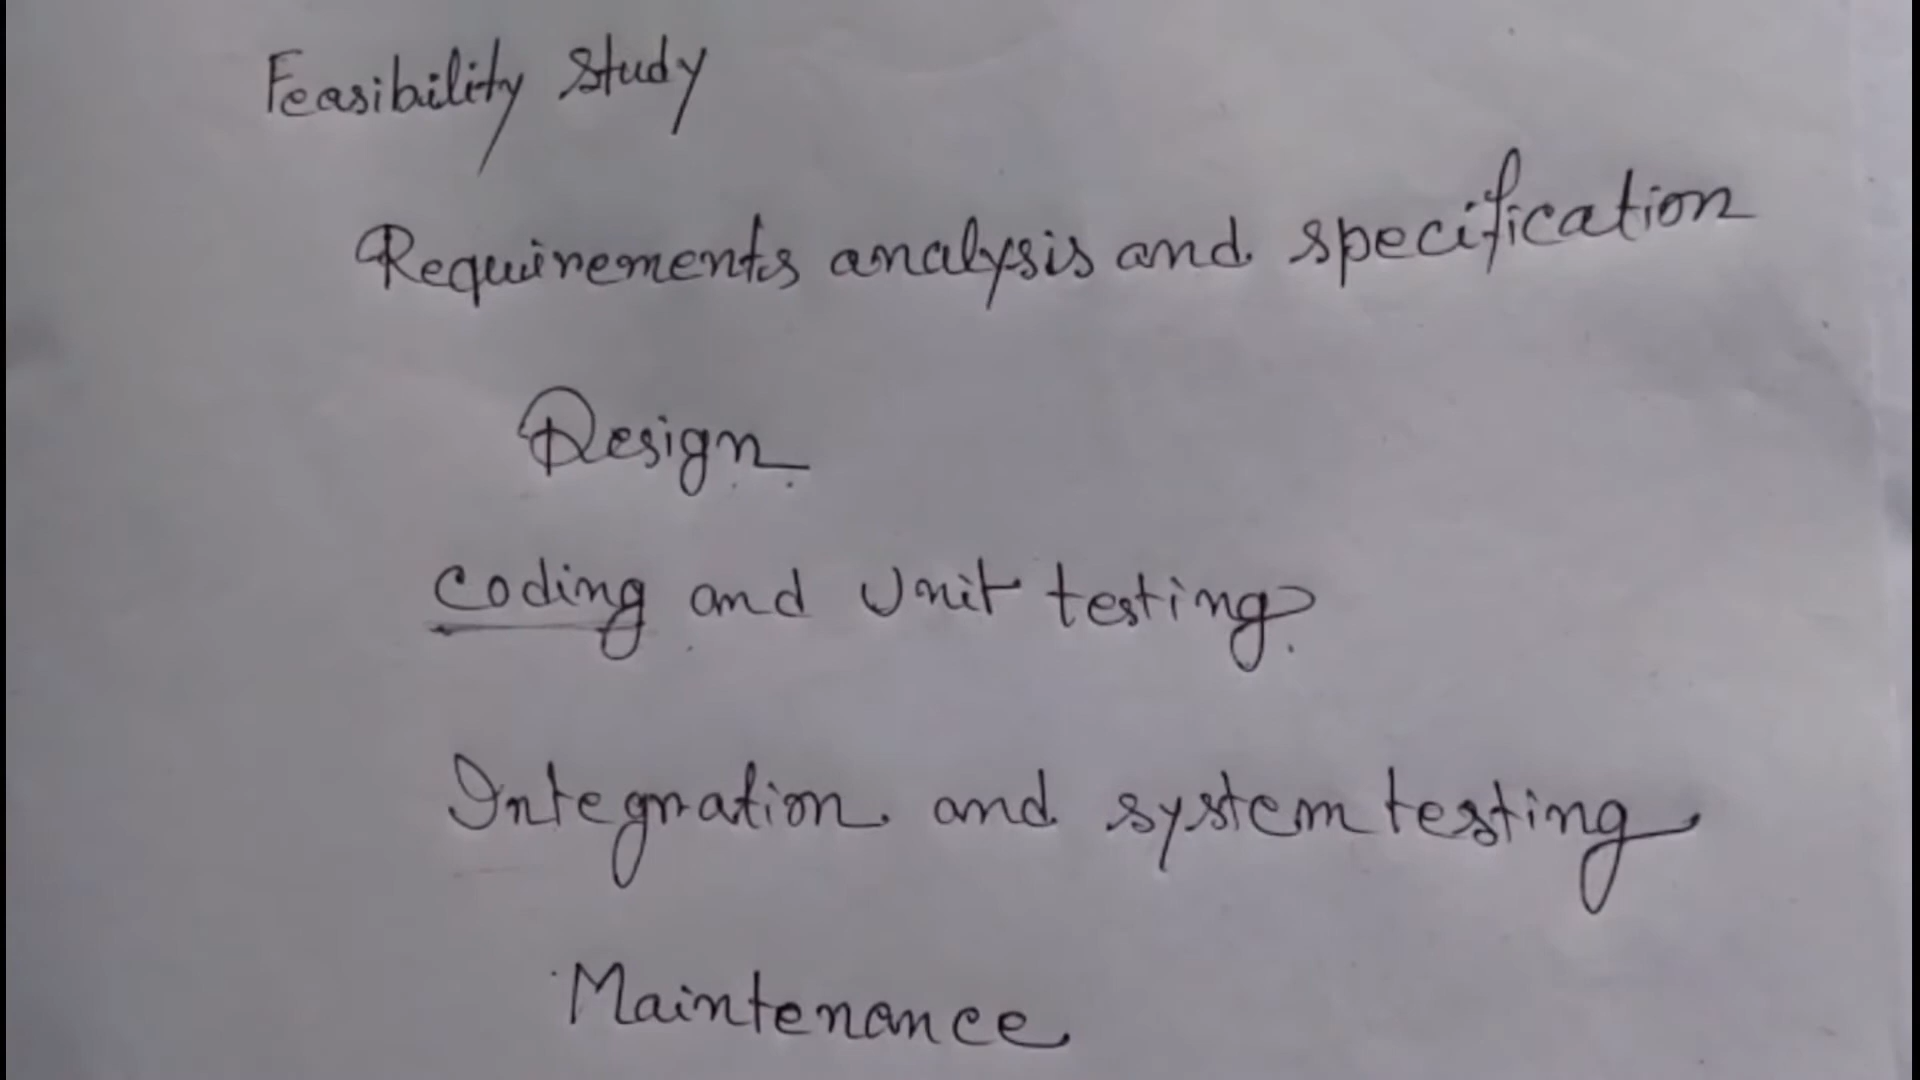 Feasibility study
Requirements analysis and specification
Design
coding and Unit testing
Integration and system testing
Maintenance